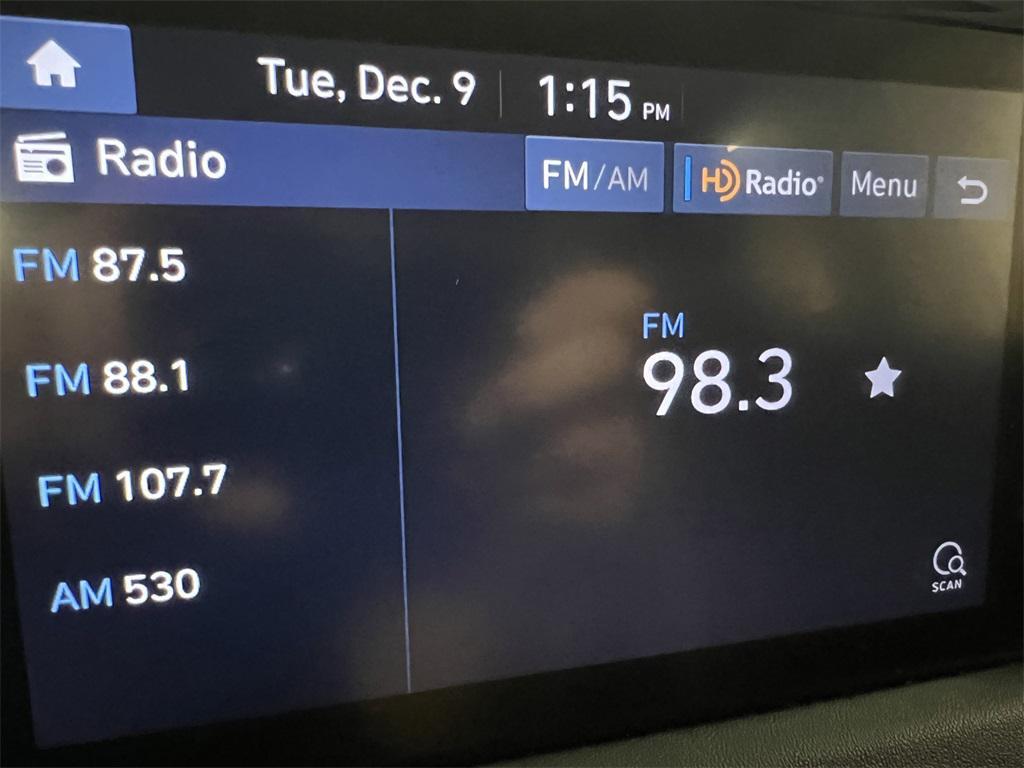 Tue, Dec. 9 1:15 PM
Radio FM/AM HD Radio® Menu
FM 87.5
FM 88.1
FM 107.7
AM 530
FM
98.3
SCAN